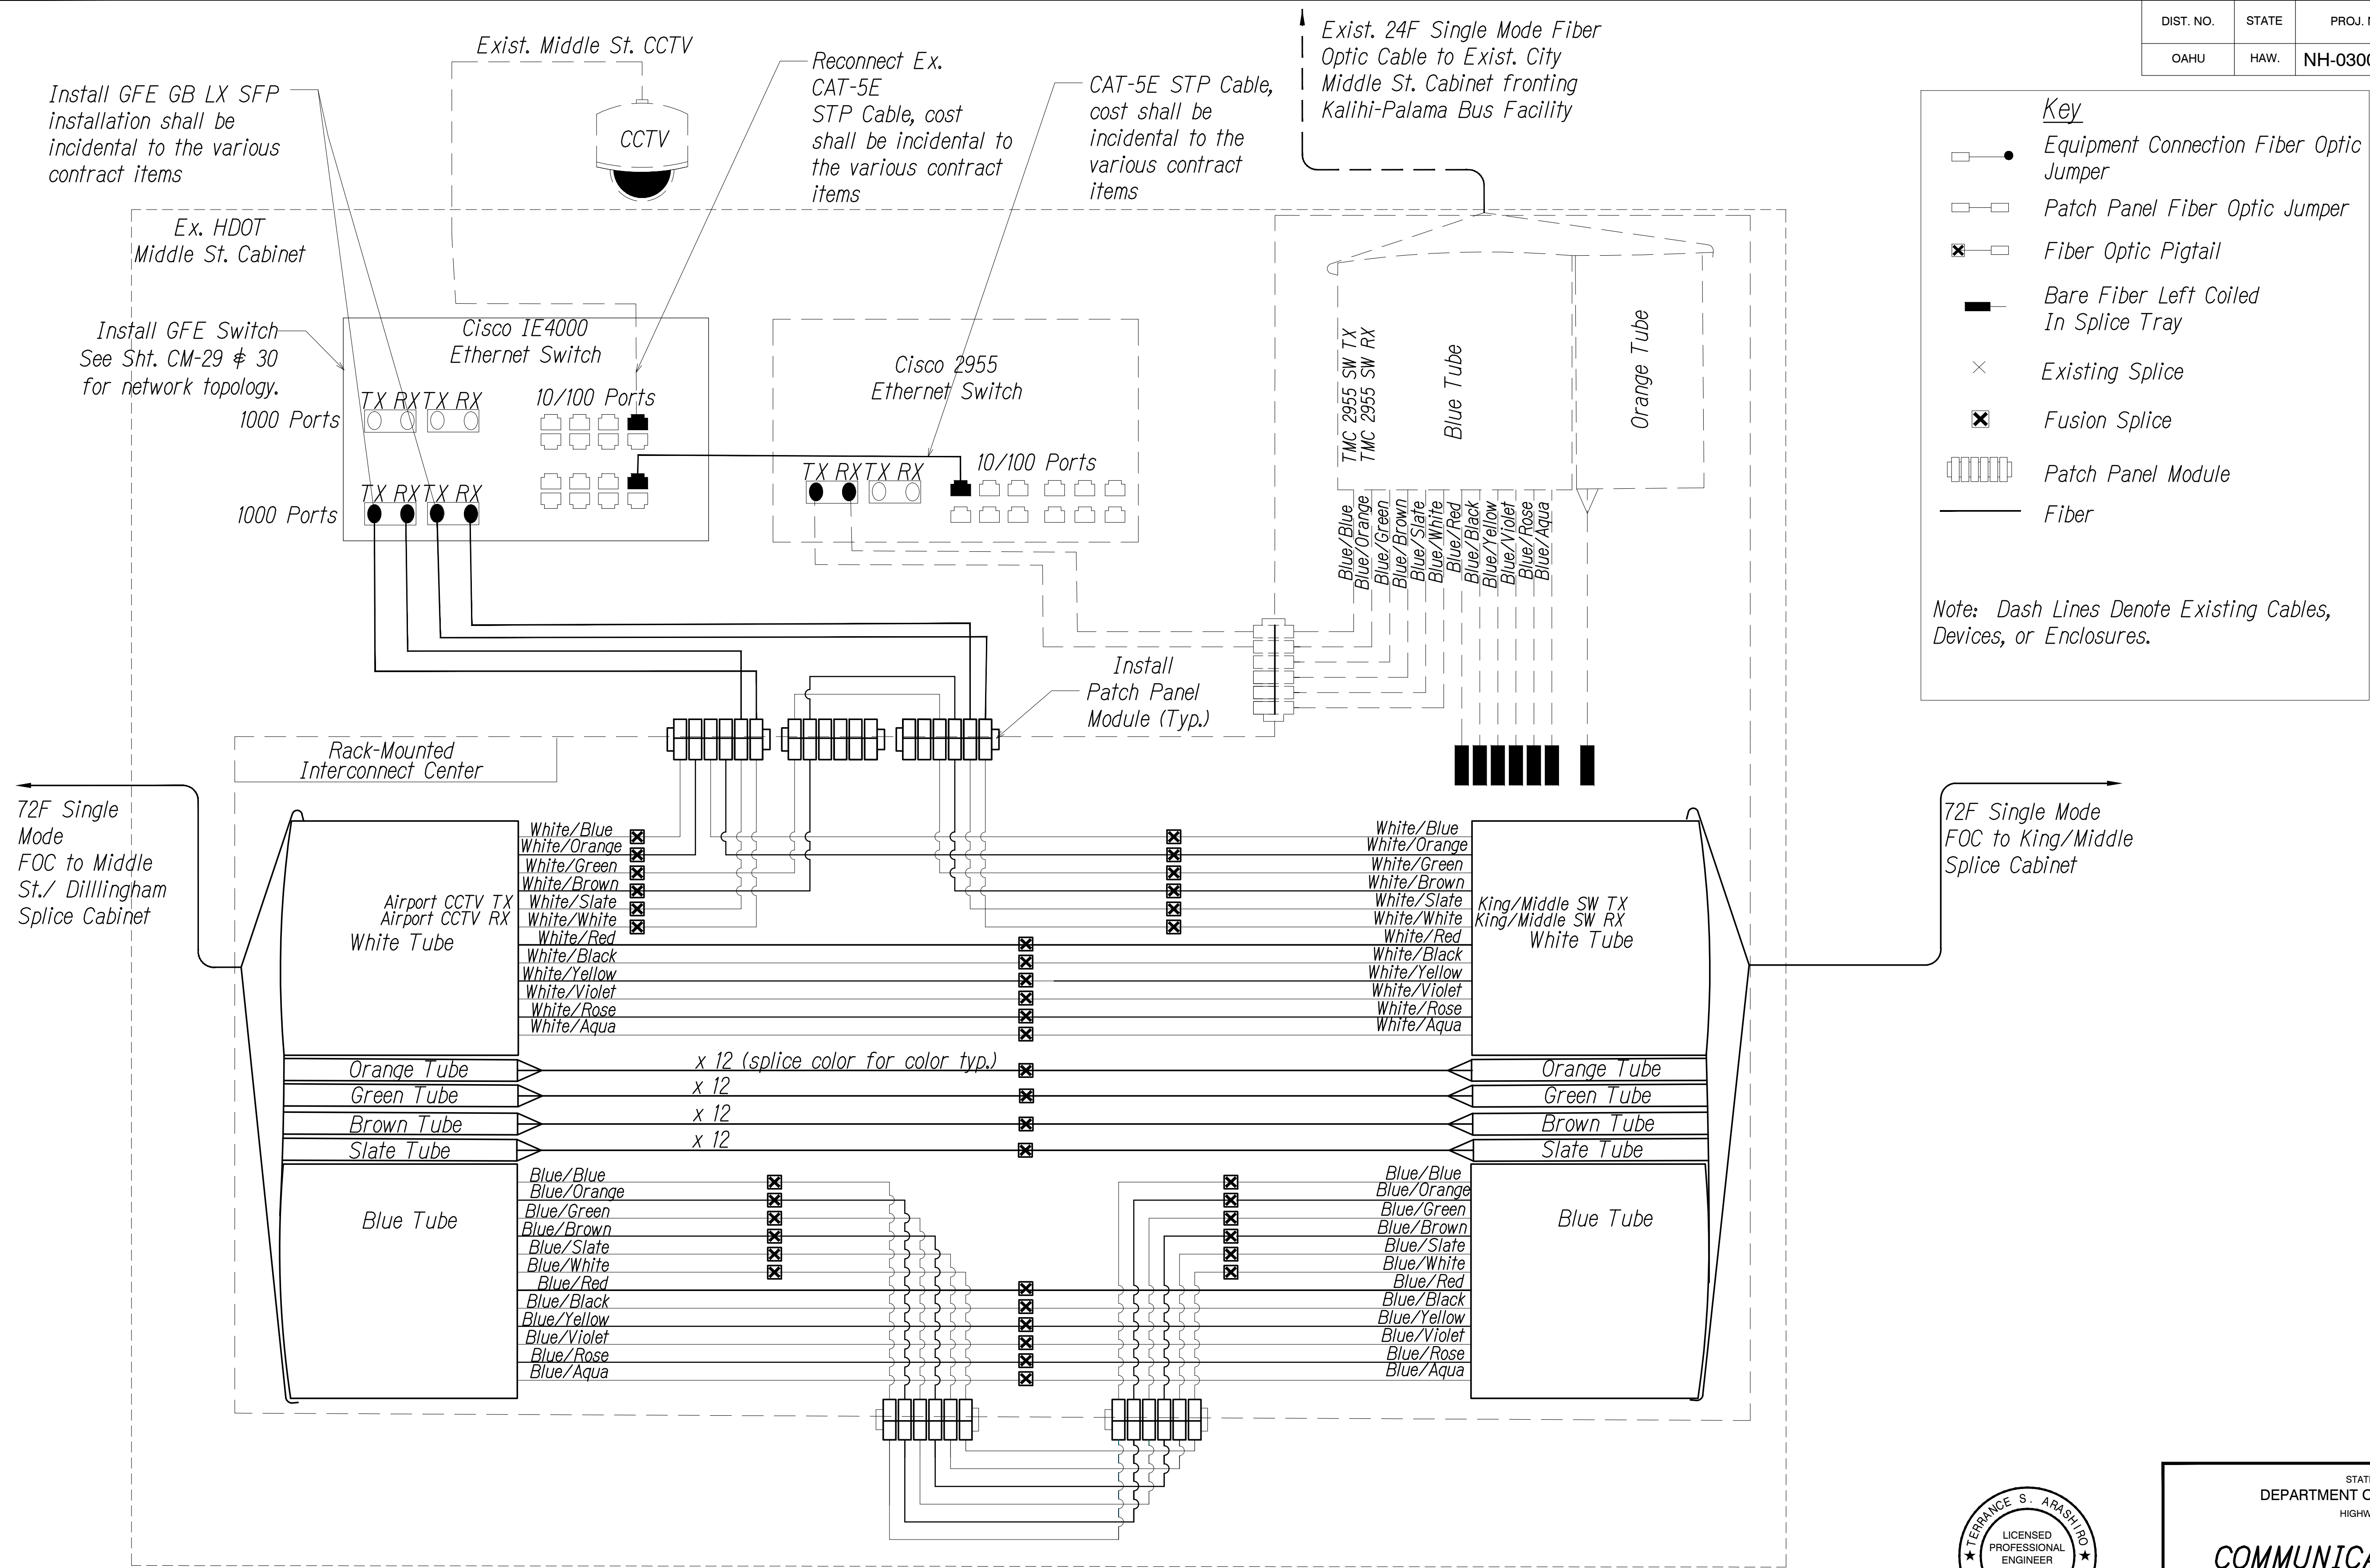 DIST. NO.
STATE
PROJ. N
OAHU
HAW.
NH-0300
Exist. Middle St. CCTV
CCTV
Install GFE GB LX SFP
installation shall be
incidental to the various
contract items
Reconnect Ex.
CAT-5E
STP Cable, cost
shall be incidental to
the various contract
items
CAT-5E STP Cable,
cost shall be
incidental to the
various contract
items
Exist. 24F Single Mode Fiber
Optic Cable to Exist. City
Middle St. Cabinet fronting
Kalihi-Palama Bus Facility
Key
Equipment Connection Fiber Optic
Jumper
Patch Panel Fiber Optic Jumper
Fiber Optic Pigtail
Bare Fiber Left Coiled
In Splice Tray
Existing Splice
Fusion Splice
Patch Panel Module
Fiber
Note: Dash Lines Denote Existing Cables,
Devices, or Enclosures.
Ex. HDOT
Middle St. Cabinet
Install GFE Switch
See Sht. CM-29 & 30
for network topology.
Cisco IE4000
Ethernet Switch
TX RX TX RX
10/100 Ports
1000 Ports
TX RX TX RX
1000 Ports
Cisco 2955
Ethernet Switch
TX RX TX RX
10/100 Ports
TMC 2955 SW TX
TMC 2955 SW RX
Blue Tube
Orange Tube
Blue/Blue
Blue/Orange
Blue/Green
Blue/Brown
Blue/Slate
Blue/White
Blue/Red
Blue/Black
Blue/Yellow
Blue/Violet
Blue/Rose
Blue/Aqua
Install
Patch Panel
Module (Typ.)
Rack-Mounted
Interconnect Center
72F Single
Mode
FOC to Middle
St./ Dilllingham
Splice Cabinet
72F Single Mode
FOC to King/Middle
Splice Cabinet
Airport CCTV TX
Airport CCTV RX
White Tube
White/Blue
White/Orange
White/Green
White/Brown
White/Slate
White/White
White/Red
White/Black
White/Yellow
White/Violet
White/Rose
White/Aqua
White/Blue
White/Orange
White/Green
White/Brown
White/Slate
White/White
White/Red
White/Black
White/Yellow
White/Violet
White/Rose
White/Aqua
King/Middle SW TX
King/Middle SW RX
White Tube
Orange Tube
x 12 (splice color for color typ.)
Orange Tube
Green Tube
x 12
Green Tube
Brown Tube
x 12
Brown Tube
Slate Tube
x 12
Slate Tube
Blue Tube
Blue/Blue
Blue/Orange
Blue/Green
Blue/Brown
Blue/Slate
Blue/White
Blue/Red
Blue/Black
Blue/Yellow
Blue/Violet
Blue/Rose
Blue/Aqua
Blue/Blue
Blue/Orange
Blue/Green
Blue/Brown
Blue/Slate
Blue/White
Blue/Red
Blue/Black
Blue/Yellow
Blue/Violet
Blue/Rose
Blue/Aqua
Blue Tube
TERRANCE S. ARASHIRO
LICENSED
PROFESSIONAL
ENGINEER
STATE
DEPARTMENT O
HIGHW
COMMUNICA